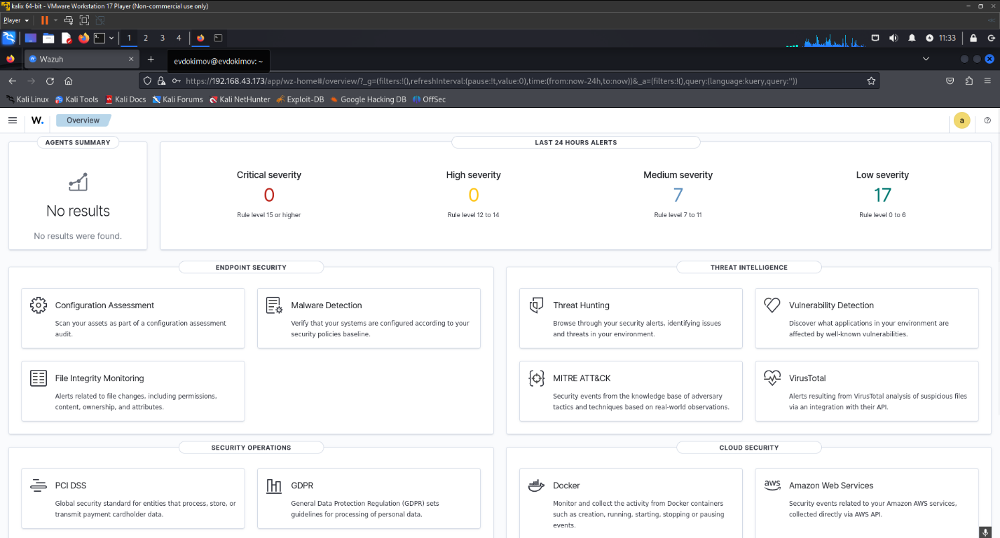 kalix 64-bit - VMware Workstation 17 Player (Non-commercial use only)
Player
1 2 3 4
11:33
Wazuh
evdokimov@evdokimov: ~
https://192.168.43.173/app/wz-home#/overview/?_g=(filters:!(),refreshInterval:(pause:!t,value:0),time:(from:now-24h,to:now))&_a=(filters:!(),query:(language:kuery,query:''))
Kali Linux Kali Tools Kali Docs Kali Forums Kali NetHunter Exploit-DB Google Hacking DB OffSec
W. Overview a
AGENTS SUMMARY
No results
No results were found.
LAST 24 HOURS ALERTS
Critical severity
0
Rule level 15 or higher
High severity
0
Rule level 12 to 14
Medium severity
7
Rule level 7 to 11
Low severity
17
Rule level 0 to 6
ENDPOINT SECURITY
Configuration Assessment
Scan your assets as part of a configuration assessment
audit.
Malware Detection
Verify that your systems are configured according to your
security policies baseline.
File Integrity Monitoring
Alerts related to file changes, including permissions,
content, ownership, and attributes.
THREAT INTELLIGENCE
Threat Hunting
Browse through your security alerts, identifying issues
and threats in your environment.
Vulnerability Detection
Discover what applications in your environment are
affected by well-known vulnerabilities.
MITRE ATT&CK
Security events from the knowledge base of adversary
tactics and techniques based on real-world observations.
VirusTotal
Alerts resulting from VirusTotal analysis of suspicious files
via an integration with their API.
SECURITY OPERATIONS
PCI DSS
Global security standard for entities that process, store, or
transmit payment cardholder data.
GDPR
General Data Protection Regulation (GDPR) sets
guidelines for processing of personal data.
CLOUD SECURITY
Docker
Monitor and collect the activity from Docker containers
such as creation, running, starting, stopping or pausing
events.
aws
Amazon Web Services
Security events related to your Amazon AWS services,
collected directly via AWS API.